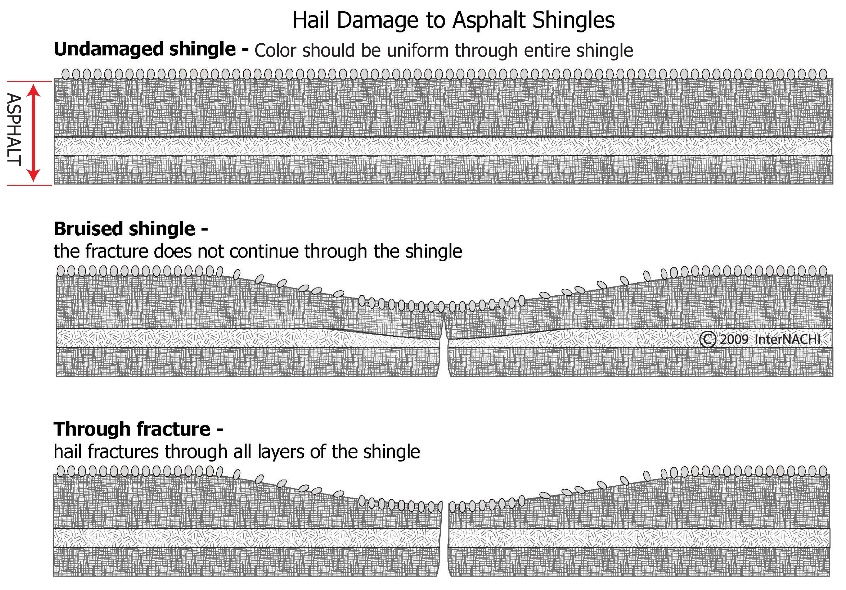 Hail Damage to Asphalt Shingles
Undamaged shingle - Color should be uniform through entire shingle
ASPHALT
Bruised shingle -
the fracture does not continue through the shingle
© 2009 InterNACHI
Through fracture -
hail fractures through all layers of the shingle